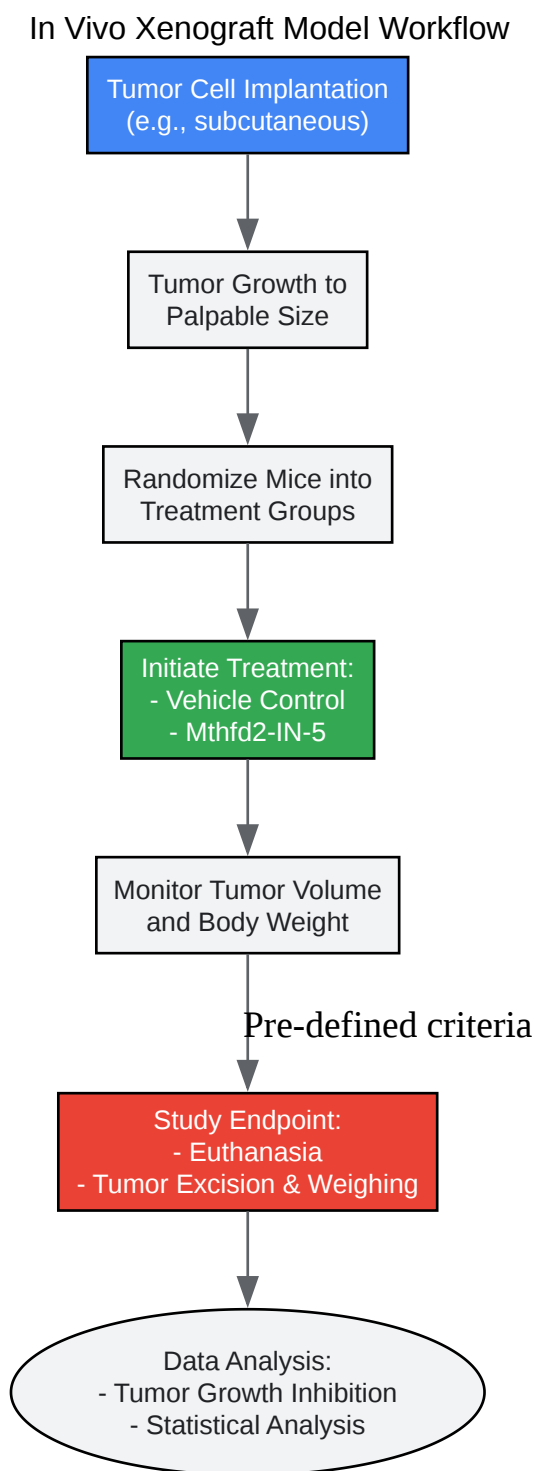 In Vivo Xenograft Model Workflow
Tumor Cell Implantation
(e.g., subcutaneous)
Tumor Growth to
Palpable Size
Randomize Mice into
Treatment Groups
Initiate Treatment:
- Vehicle Control
- Mthfd2-IN-5
Monitor Tumor Volume
and Body Weight
Pre-defined criteria
Study Endpoint:
- Euthanasia
- Tumor Excision & Weighing
Data Analysis:
- Tumor Growth Inhibition
- Statistical Analysis